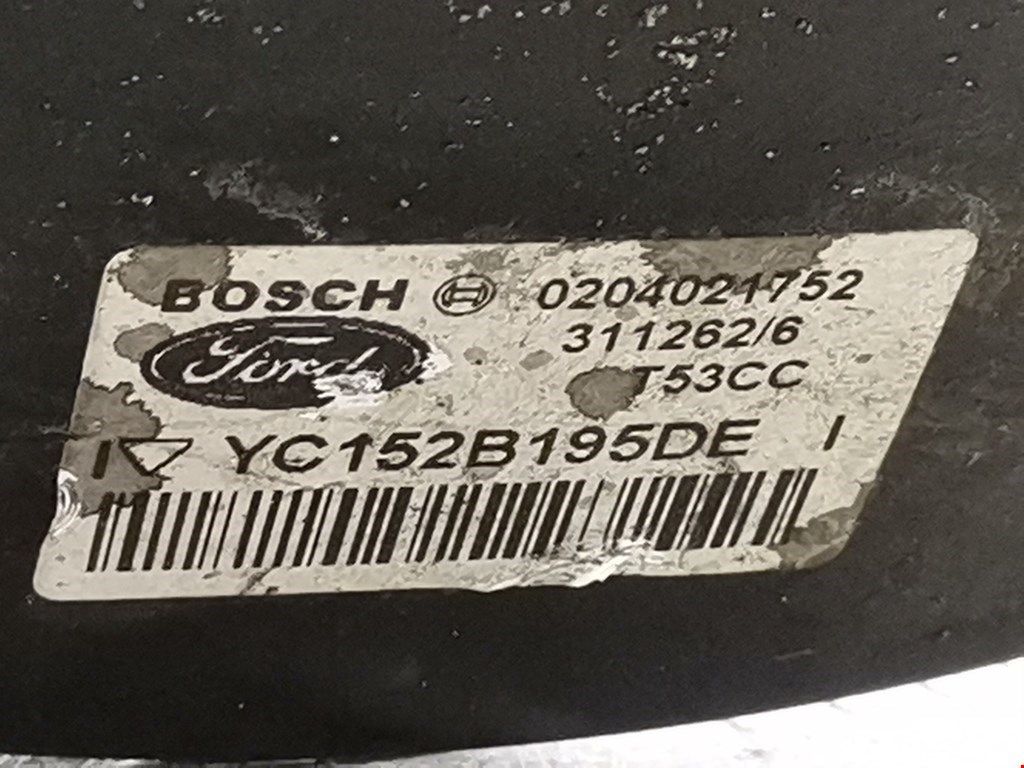 BOSCH 0204021752
311262/6
Ford T53CC
I YC152B195DE I